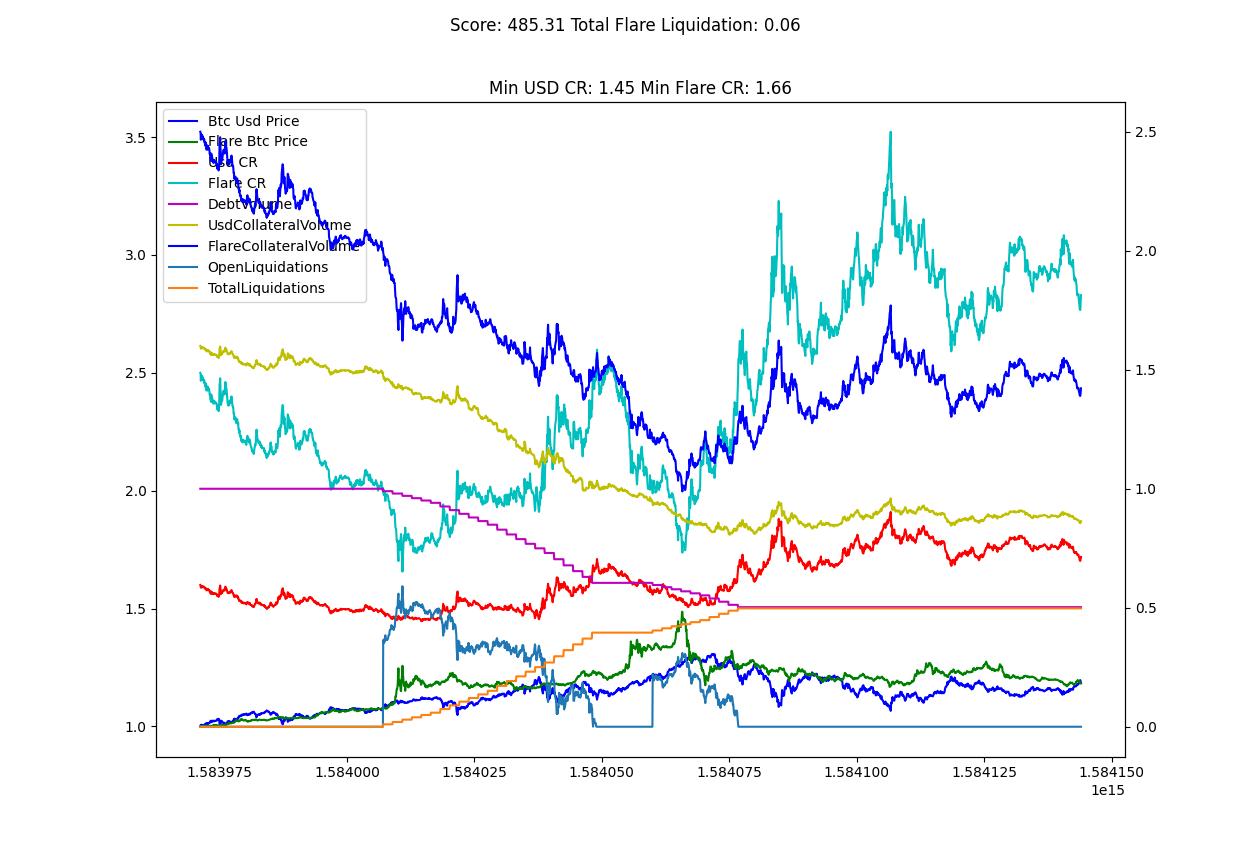 Score: 485.31 Total Flare Liquidation: 0.06
Min USD CR: 1.45 Min Flare CR: 1.66
Btc Usd Price
Flare Btc Price
Usd CR
Flare CR
DebtVolume
UsdCollateralVolume
FlareCollateralVolume
OpenLiquidations
TotalLiquidations
3.5
3.0
2.5
2.0
1.5
1.0
2.5
2.0
1.5
1.0
0.5
0.0
1.583975 1.584000 1.584025 1.584050 1.584075 1.584100 1.584125 1.584150
1e15